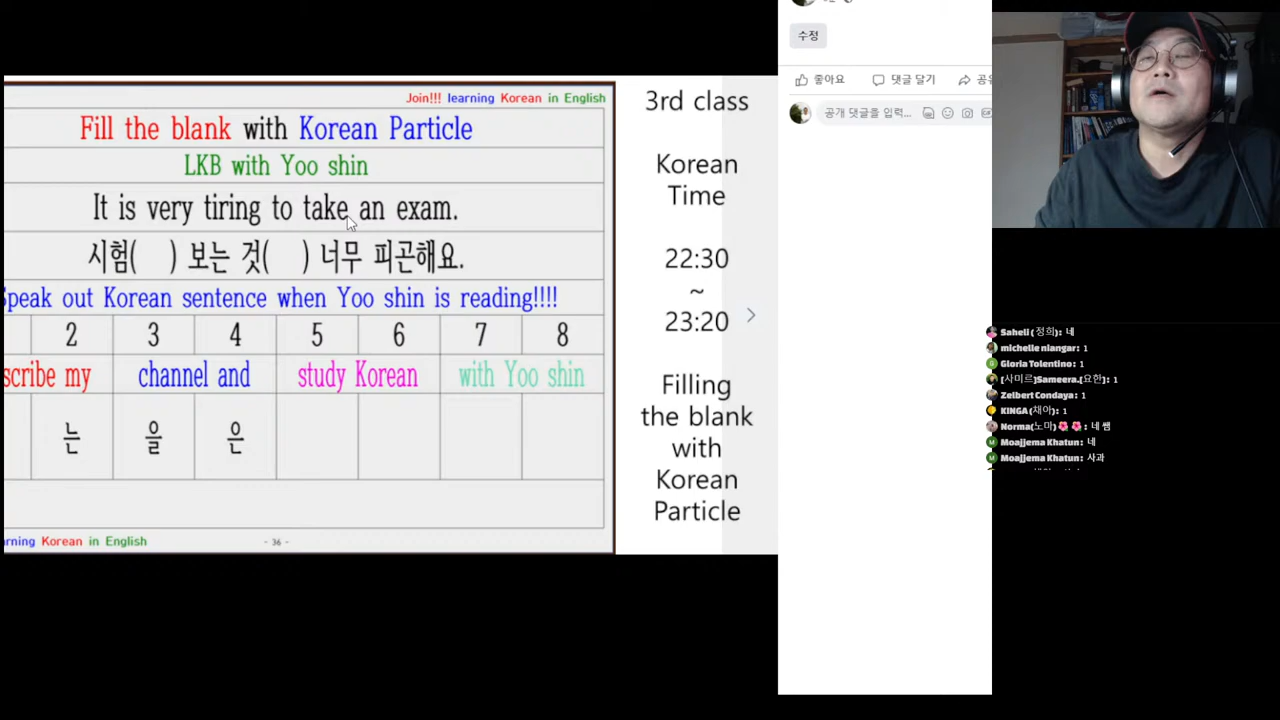 Join!!! learning Korean in English
Fill the blank with Korean Particle
LKB with Yoo shin
It is very tiring to take an exam.
시험( ) 보는 것( ) 너무 피곤해요.
Speak out Korean sentence when Yoo shin is reading!!!!
2 3 4 5 6 7 8
scribe my channel and study Korean with Yoo shin
는 을 은
rning Korean in English
- 36 -
3rd class
Korean
Time
22:30
~
23:20
Filling
the blank
with
Korean
Particle
수정
좋아요 댓글 달기 공유
공개 댓글을 입력...
Saheli (정희): 네
michelle niangar: 1
Gloria Tolentino: 1
[사미르]Sameera.[요한]: 1
Zelbert Condaya: 1
KINGA (채아): 1
Norma(노마)🌺 🌺 : 네 쌤
Moajjema Khatun: 네
Moajjema Khatun: 사과